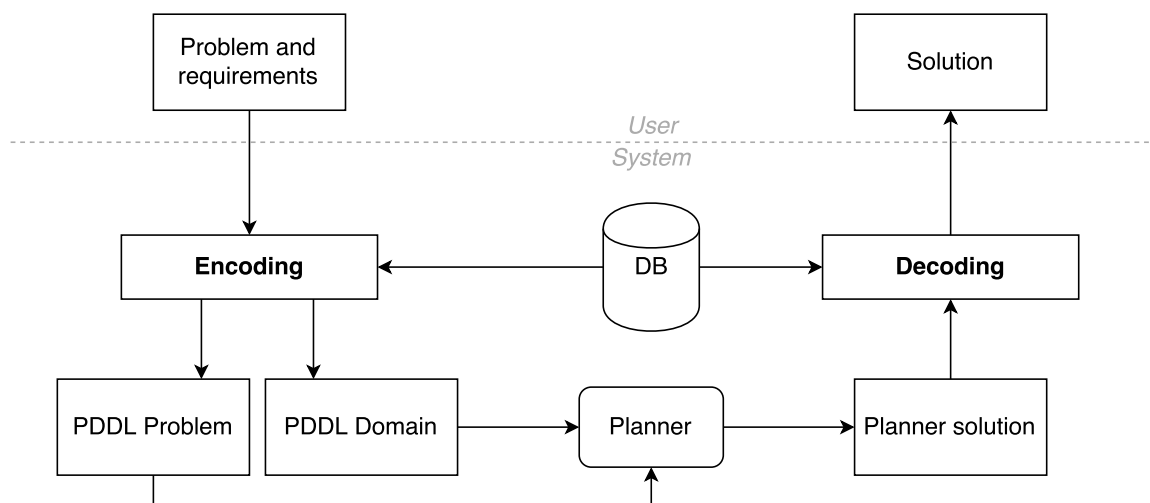 Problem and
requirements
Solution
User
System
Encoding
DB
Decoding
PDDL Problem
PDDL Domain
Planner
Planner solution